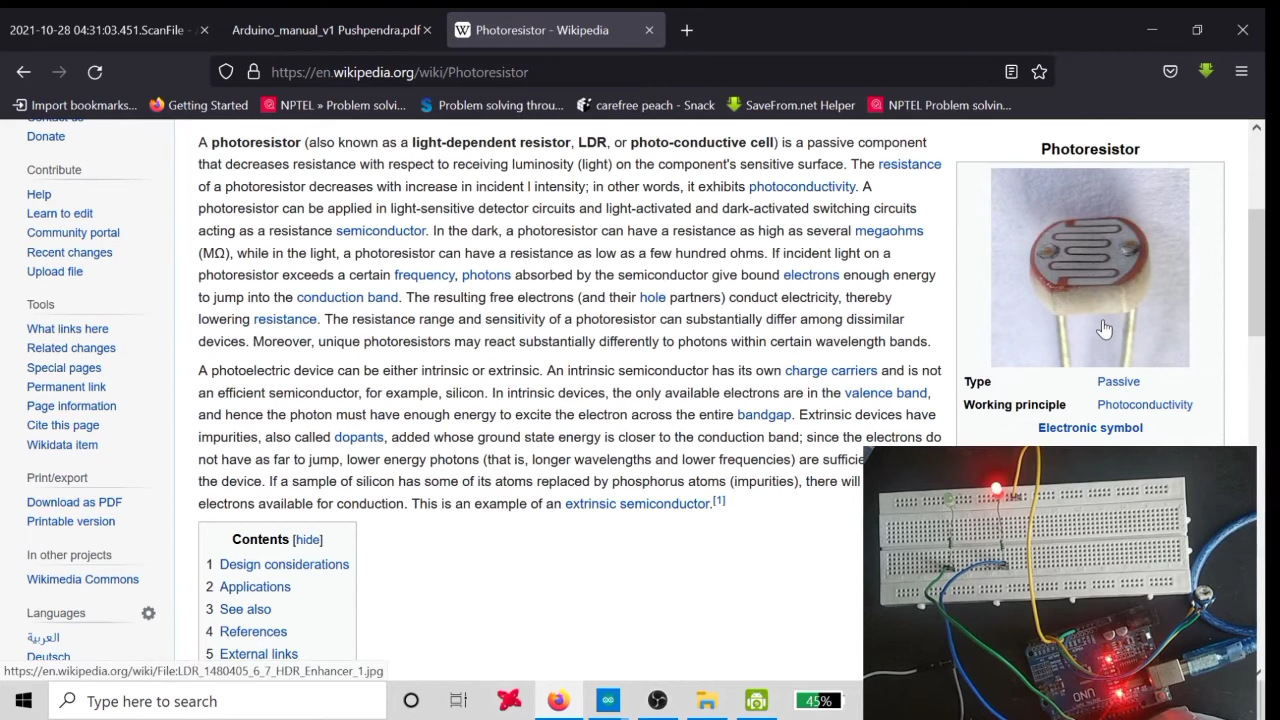 2021-10-28 04:31:03.451.ScanFile -
Arduino_manual_v1 Pushpendra.pdf
Photoresistor - Wikipedia
https://en.wikipedia.org/wiki/Photoresistor
Import bookmarks...
Getting Started
NPTEL » Problem solvi...
Problem solving throu...
carefree peach - Snack
SaveFrom.net Helper
NPTEL Problem solvin...
Contact us
Donate
Contribute
Help
Learn to edit
Community portal
Recent changes
Upload file
Tools
What links here
Related changes
Special pages
Permanent link
Page information
Cite this page
Wikidata item
Print/export
Download as PDF
Printable version
In other projects
Wikimedia Commons
Languages
العربية
Deutsch
A photoresistor (also known as a light-dependent resistor, LDR, or photo-conductive cell) is a passive component
that decreases resistance with respect to receiving luminosity (light) on the component's sensitive surface. The resistance
of a photoresistor decreases with increase in incident l intensity; in other words, it exhibits photoconductivity. A
photoresistor can be applied in light-sensitive detector circuits and light-activated and dark-activated switching circuits
acting as a resistance semiconductor. In the dark, a photoresistor can have a resistance as high as several megaohms
(MΩ), while in the light, a photoresistor can have a resistance as low as a few hundred ohms. If incident light on a
photoresistor exceeds a certain frequency, photons absorbed by the semiconductor give bound electrons enough energy
to jump into the conduction band. The resulting free electrons (and their hole partners) conduct electricity, thereby
lowering resistance. The resistance range and sensitivity of a photoresistor can substantially differ among dissimilar
devices. Moreover, unique photoresistors may react substantially differently to photons within certain wavelength bands.
A photoelectric device can be either intrinsic or extrinsic. An intrinsic semiconductor has its own charge carriers and is not
an efficient semiconductor, for example, silicon. In intrinsic devices, the only available electrons are in the valence band,
and hence the photon must have enough energy to excite the electron across the entire bandgap. Extrinsic devices have
impurities, also called dopants, added whose ground state energy is closer to the conduction band; since the electrons do
not have as far to jump, lower energy photons (that is, longer wavelengths and lower frequencies) are suffici
the device. If a sample of silicon has some of its atoms replaced by phosphorus atoms (impurities), there will
electrons available for conduction. This is an example of an extrinsic semiconductor.[1]
Contents [hide]
1 Design considerations
2 Applications
3 See also
4 References
5 External links
Photoresistor
Type Passive
Working principle Photoconductivity
Electronic symbol
UNO
https://en.wikipedia.org/wiki/File:LDR_1480405_6_7_HDR_Enhancer_1.jpg
Type here to search
45%